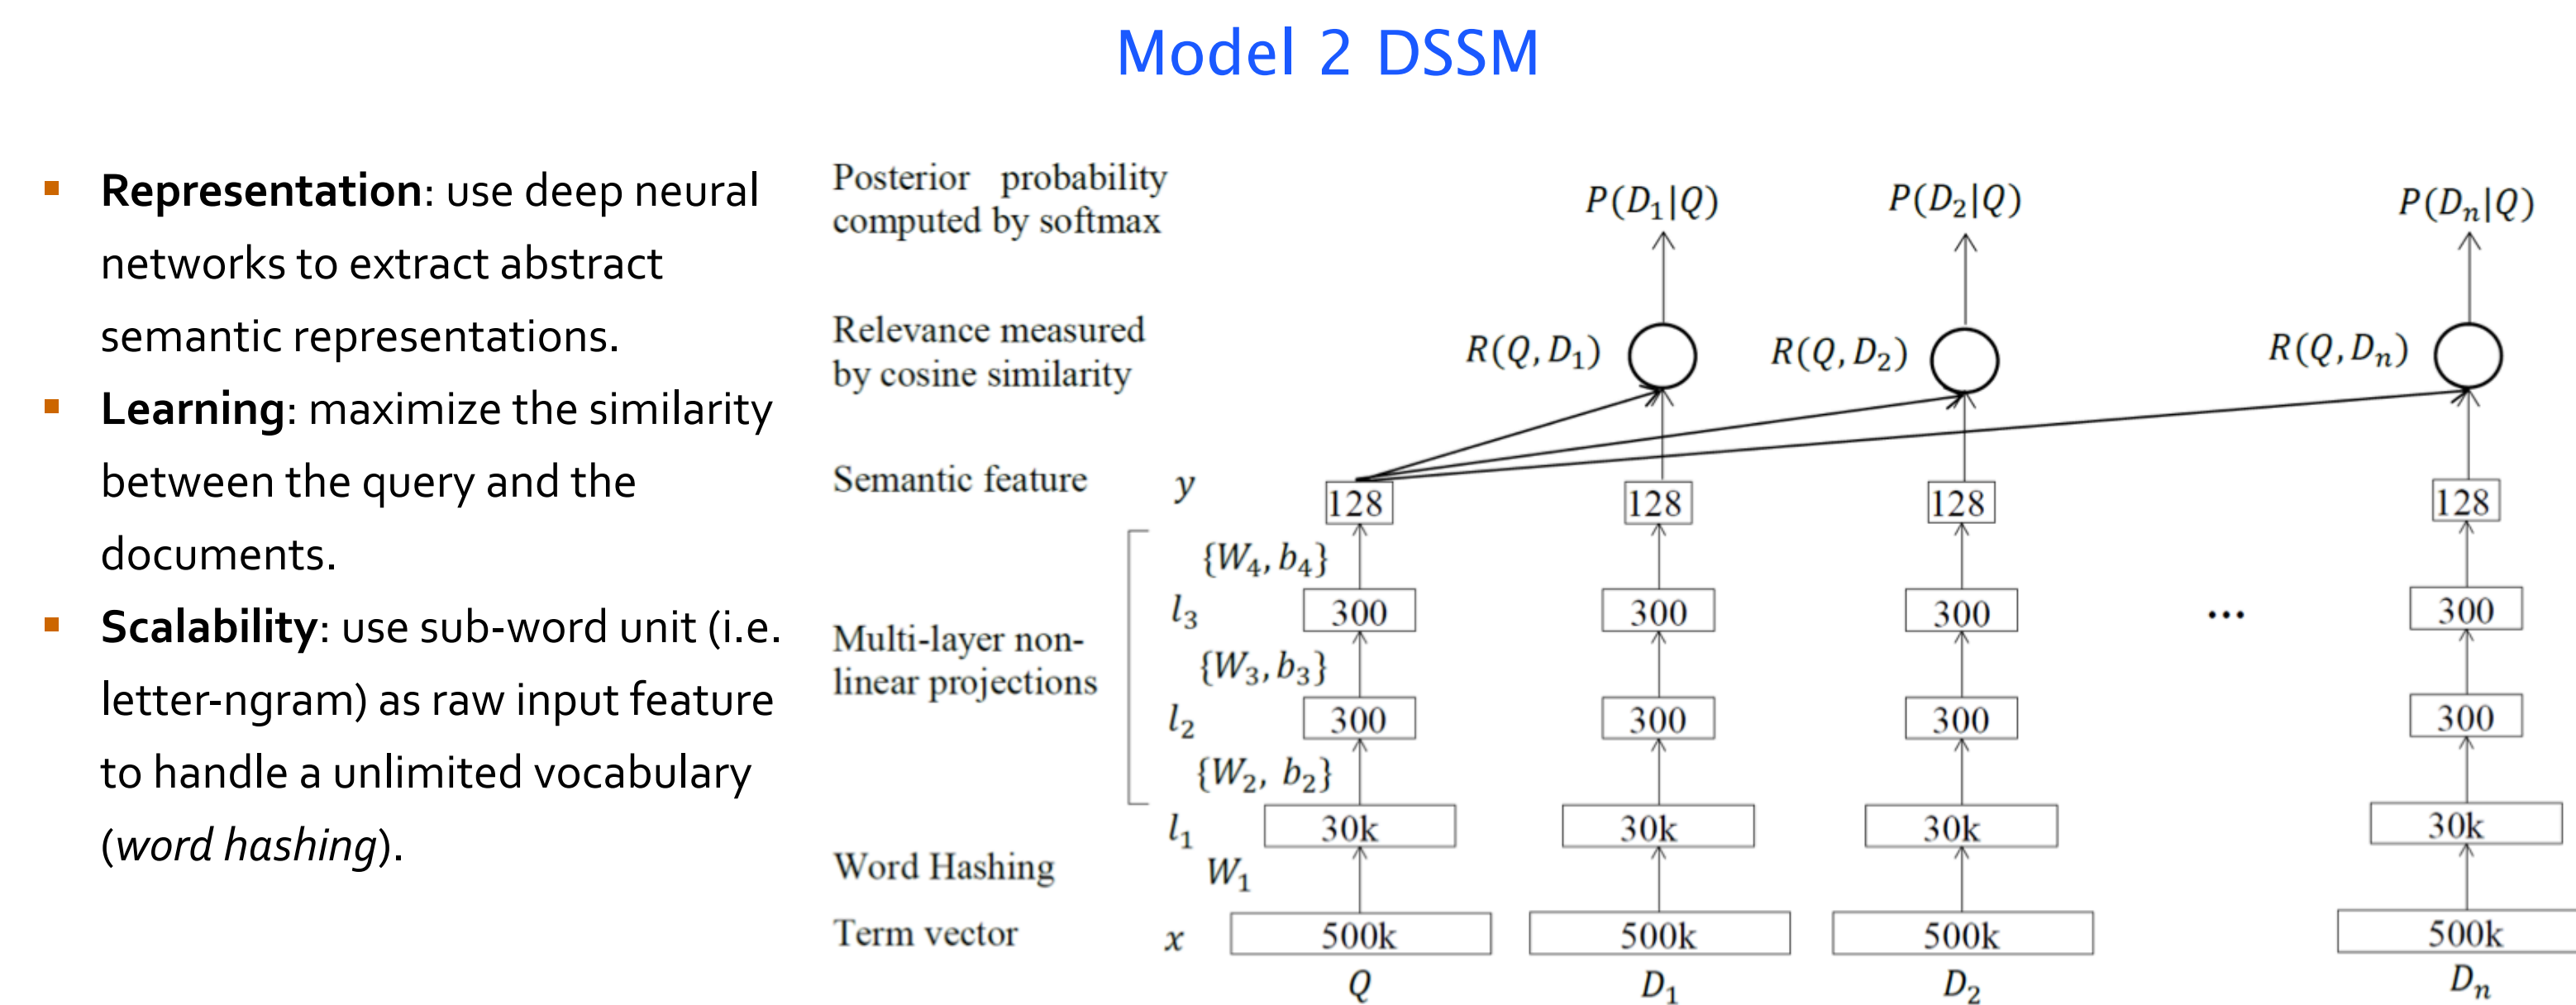 Model 2 DSSM
▪ Representation: use deep neural
networks to extract abstract
semantic representations.
▪ Learning: maximize the similarity
between the query and the
documents.
▪ Scalability: use sub-word unit (i.e.
letter-ngram) as raw input feature
to handle a unlimited vocabulary
(word hashing).
Posterior probability
computed by softmax
P(D₁|Q) P(D₂|Q) P(Dₙ|Q)
Relevance measured
by cosine similarity
R(Q, D₁) R(Q, D₂) R(Q, Dₙ)
Semantic feature y 128 128 128 128
{W₄, b₄}
l₃ 300 300 300 ... 300
Multi-layer non-
linear projections
{W₃, b₃}
l₂ 300 300 300 300
{W₂, b₂}
l₁ 30k 30k 30k 30k
Word Hashing W₁
Term vector x 500k 500k 500k 500k
Q D₁ D₂ Dₙ